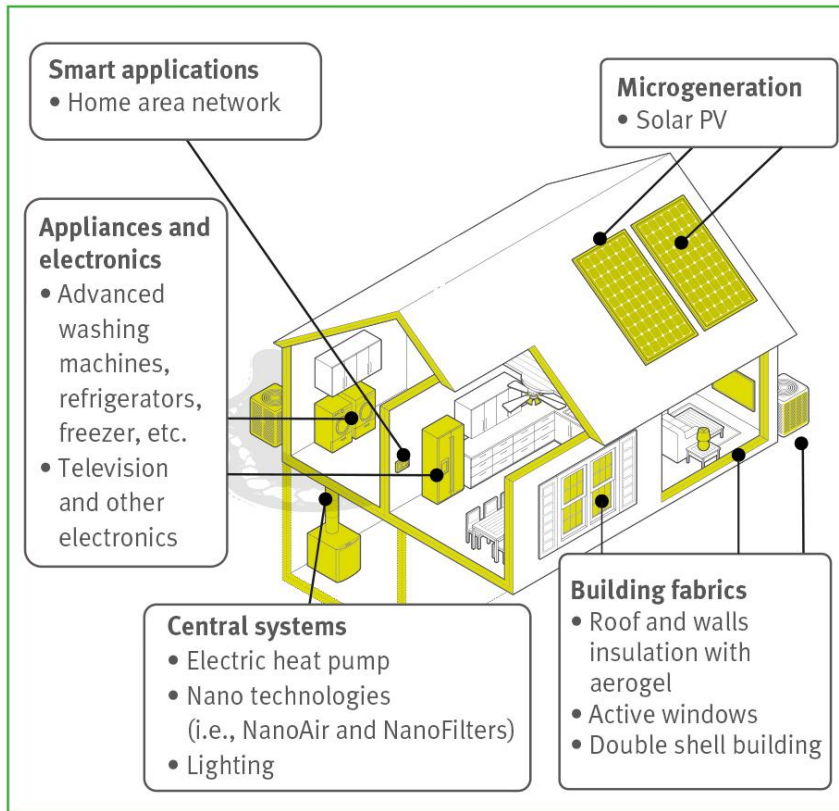 Smart applications
• Home area network
Microgeneration
• Solar PV
Appliances and
electronics
• Advanced
washing
machines,
refrigerators,
freezer, etc.
• Television
and other
electronics
Central systems
• Electric heat pump
• Nano technologies
(i.e., NanoAir and NanoFilters)
• Lighting
Building fabrics
• Roof and walls
insulation with
aerogel
• Active windows
• Double shell building